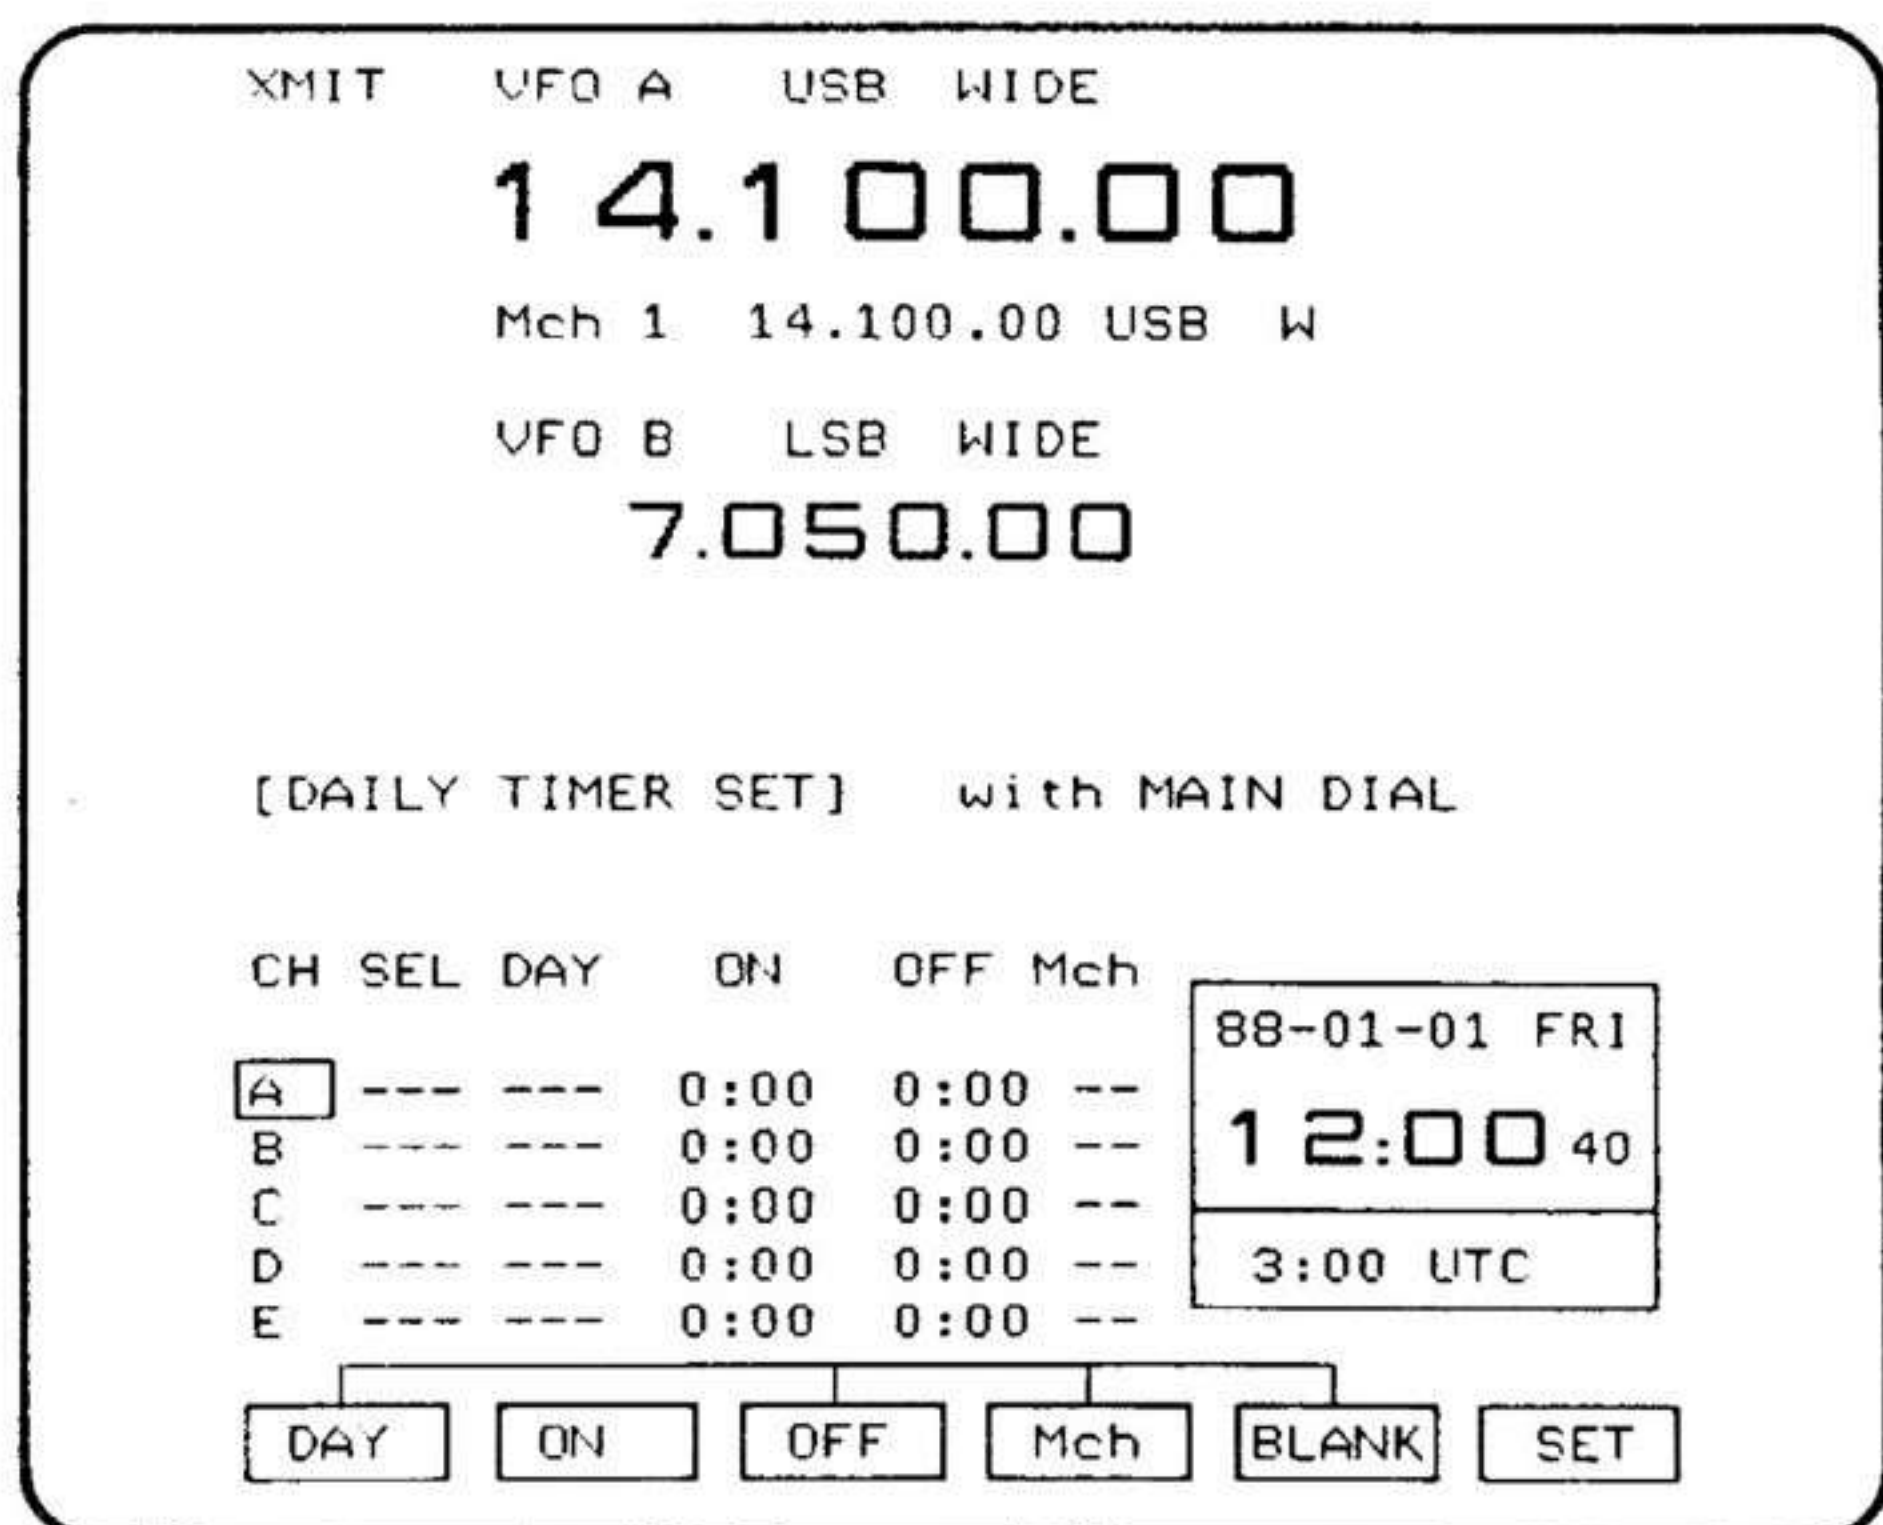 XMIT VFO A USB WIDE
14.100.00
Mch 1 14.100.00 USB W
VFO B LSB WIDE
7.050.00
[DAILY TIMER SET] with MAIN DIAL
CH SEL DAY ON OFF Mch
A --- --- 0:00 0:00 --
B --- --- 0:00 0:00 --
C --- --- 0:00 0:00 --
D --- --- 0:00 0:00 --
E --- --- 0:00 0:00 --
88-01-01 FRI
12:00 40
3:00 UTC
DAY ON OFF Mch BLANK SET